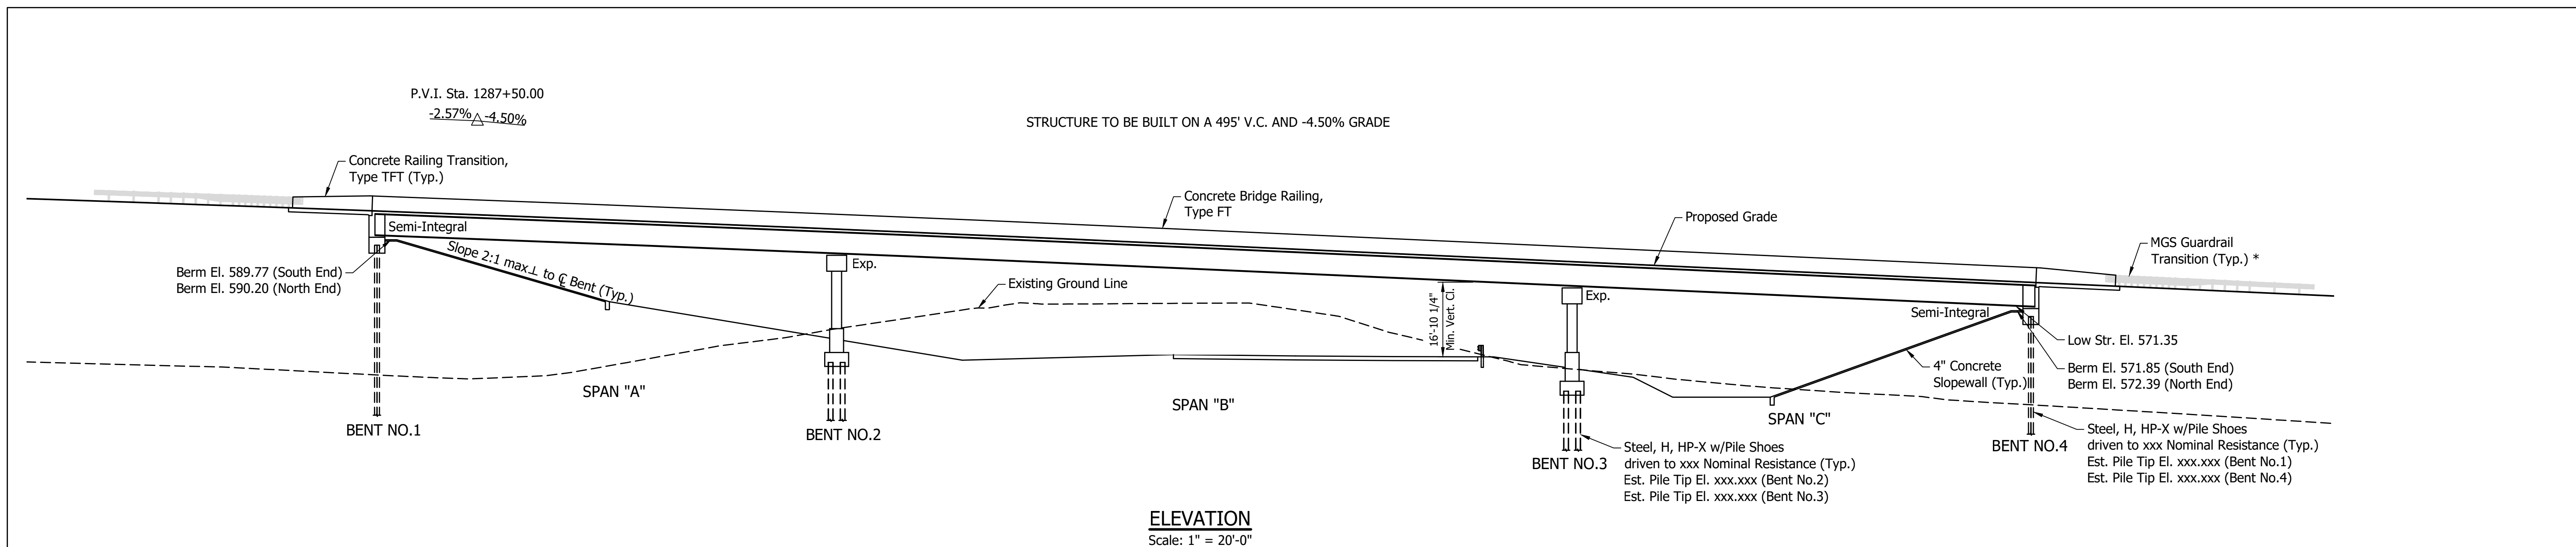 P.V.I. Sta. 1287+50.00
-2.57% -4.50%
STRUCTURE TO BE BUILT ON A 495' V.C. AND -4.50% GRADE
Concrete Railing Transition,
Type TFT (Typ.)
Concrete Bridge Railing,
Type FT
Proposed Grade
MGS Guardrail
Transition (Typ.) *
Semi-Integral
Slope 2:1 max.⊥ to ℄ Bent (Typ.)
Berm El. 589.77 (South End)
Berm El. 590.20 (North End)
Exp.
Existing Ground Line
16'-10 1/4"
Min. Vert. Cl.
Exp.
Semi-Integral
Low Str. El. 571.35
4" Concrete
Slopewall (Typ.)
Berm El. 571.85 (South End)
Berm El. 572.39 (North End)
SPAN "A"
SPAN "B"
SPAN "C"
BENT NO.1
BENT NO.2
BENT NO.3
BENT NO.4
Steel, H, HP-X w/Pile Shoes
driven to xxx Nominal Resistance (Typ.)
Est. Pile Tip El. xxx.xxx (Bent No.2)
Est. Pile Tip El. xxx.xxx (Bent No.3)
Steel, H, HP-X w/Pile Shoes
driven to xxx Nominal Resistance (Typ.)
Est. Pile Tip El. xxx.xxx (Bent No.1)
Est. Pile Tip El. xxx.xxx (Bent No.4)
ELEVATION
Scale: 1" = 20'-0"